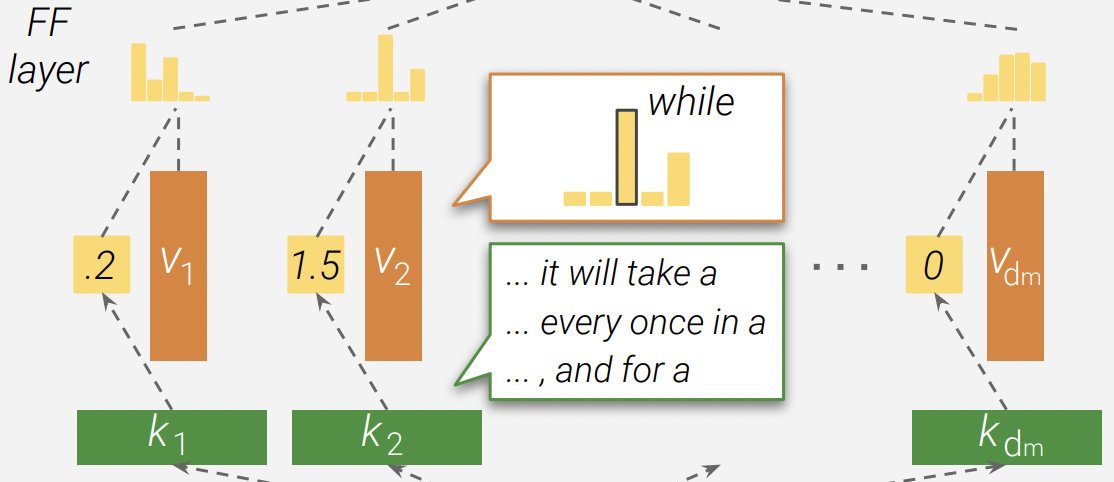 FF
layer
while
.2
v1
1.5
v2
... it will take a
... every once in a
... , and for a
...
0
vdm
k1
k2
kdm